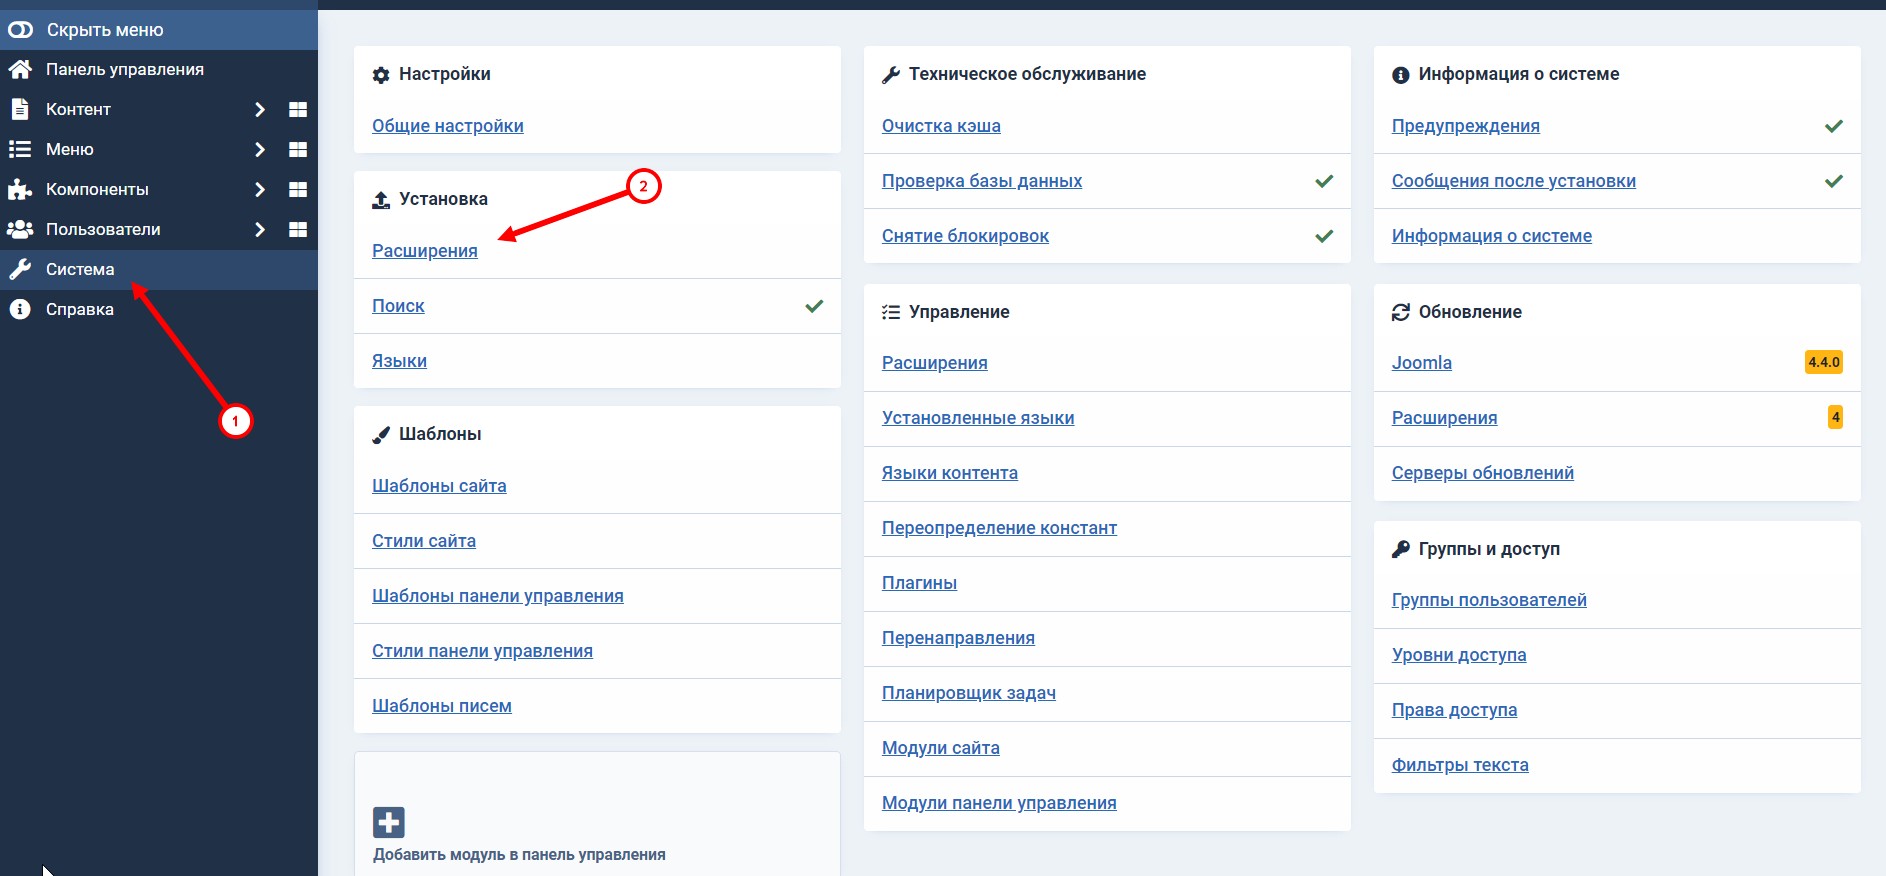 Скрыть меню
Панель управления
Контент
Меню
Компоненты
Пользователи
Система
Справка
1
Настройки
Общие настройки
Установка
2
Расширения
Поиск
Языки
Шаблоны
Шаблоны сайта
Стили сайта
Шаблоны панели управления
Стили панели управления
Шаблоны писем
Добавить модуль в панель управления
Техническое обслуживание
Очистка кэша
Проверка базы данных
Снятие блокировок
Управление
Расширения
Установленные языки
Языки контента
Переопределение констант
Плагины
Перенаправления
Планировщик задач
Модули сайта
Модули панели управления
Информация о системе
Предупреждения
Сообщения после установки
Информация о системе
Обновление
Joomla 4.4.0
Расширения 4
Серверы обновлений
Группы и доступ
Группы пользователей
Уровни доступа
Права доступа
Фильтры текста